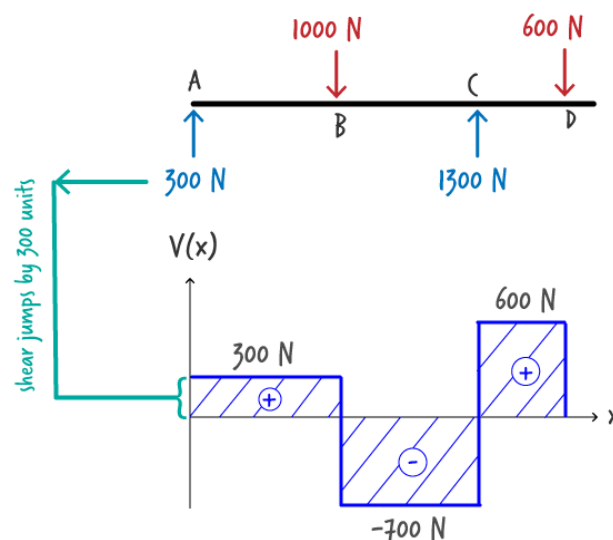 1000 N
600 N
A
C
B
D
300 N
1300 N
shear jumps by 300 units
V(x)
600 N
300 N
+
+
x
-
-700 N